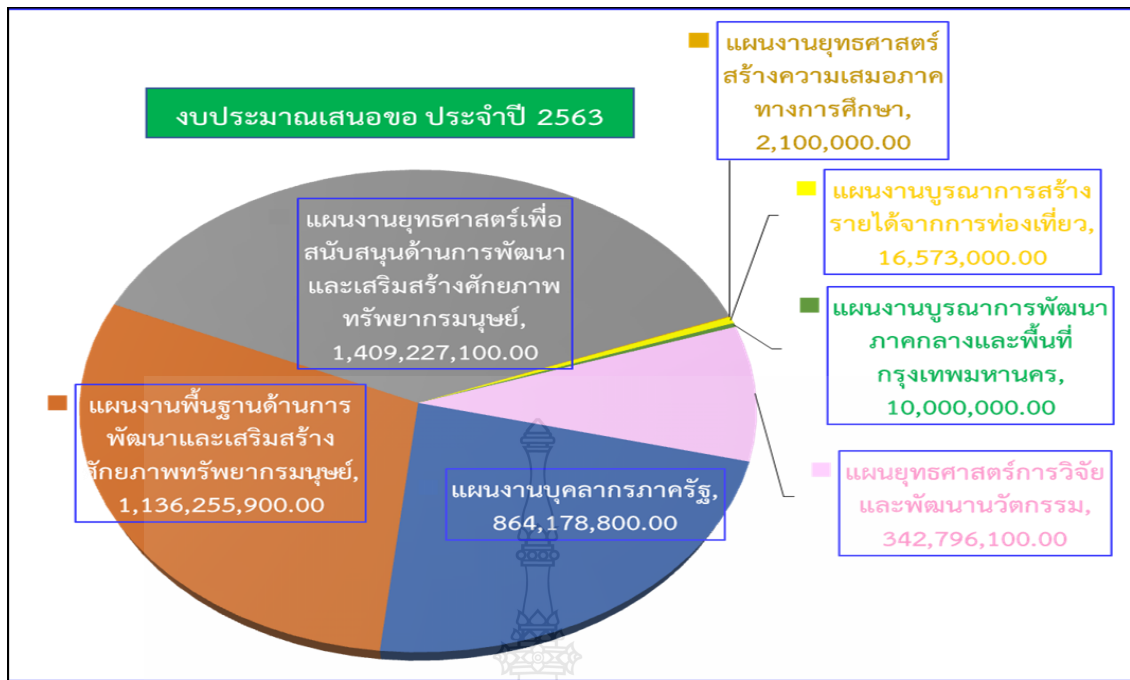 งบประมาณเสนอขอ ประจำปี 2563
แผนงานยุทธศาสตร์
สร้างความเสมอภาค
ทางการศึกษา,
2,100,000.00
แผนงานบูรณาการสร้าง
รายได้จากการท่องเที่ยว,
16,573,000.00
แผนงานบูรณาการพัฒนา
ภาคกลางและพื้นที่
กรุงเทพมหานคร,
10,000,000.00
แผนยุทธศาสตร์การวิจัย
และพัฒนานวัตกรรม,
342,796,100.00
แผนงานบุคลากรภาครัฐ,
864,178,800.00
แผนงานพื้นฐานด้านการ
พัฒนาและเสริมสร้าง
ศักยภาพทรัพยากรมนุษย์,
1,136,255,900.00
แผนงานยุทธศาสตร์เพื่อ
สนับสนุนด้านการพัฒนา
และเสริมสร้างศักยภาพ
ทรัพยากรมนุษย์,
1,409,227,100.00